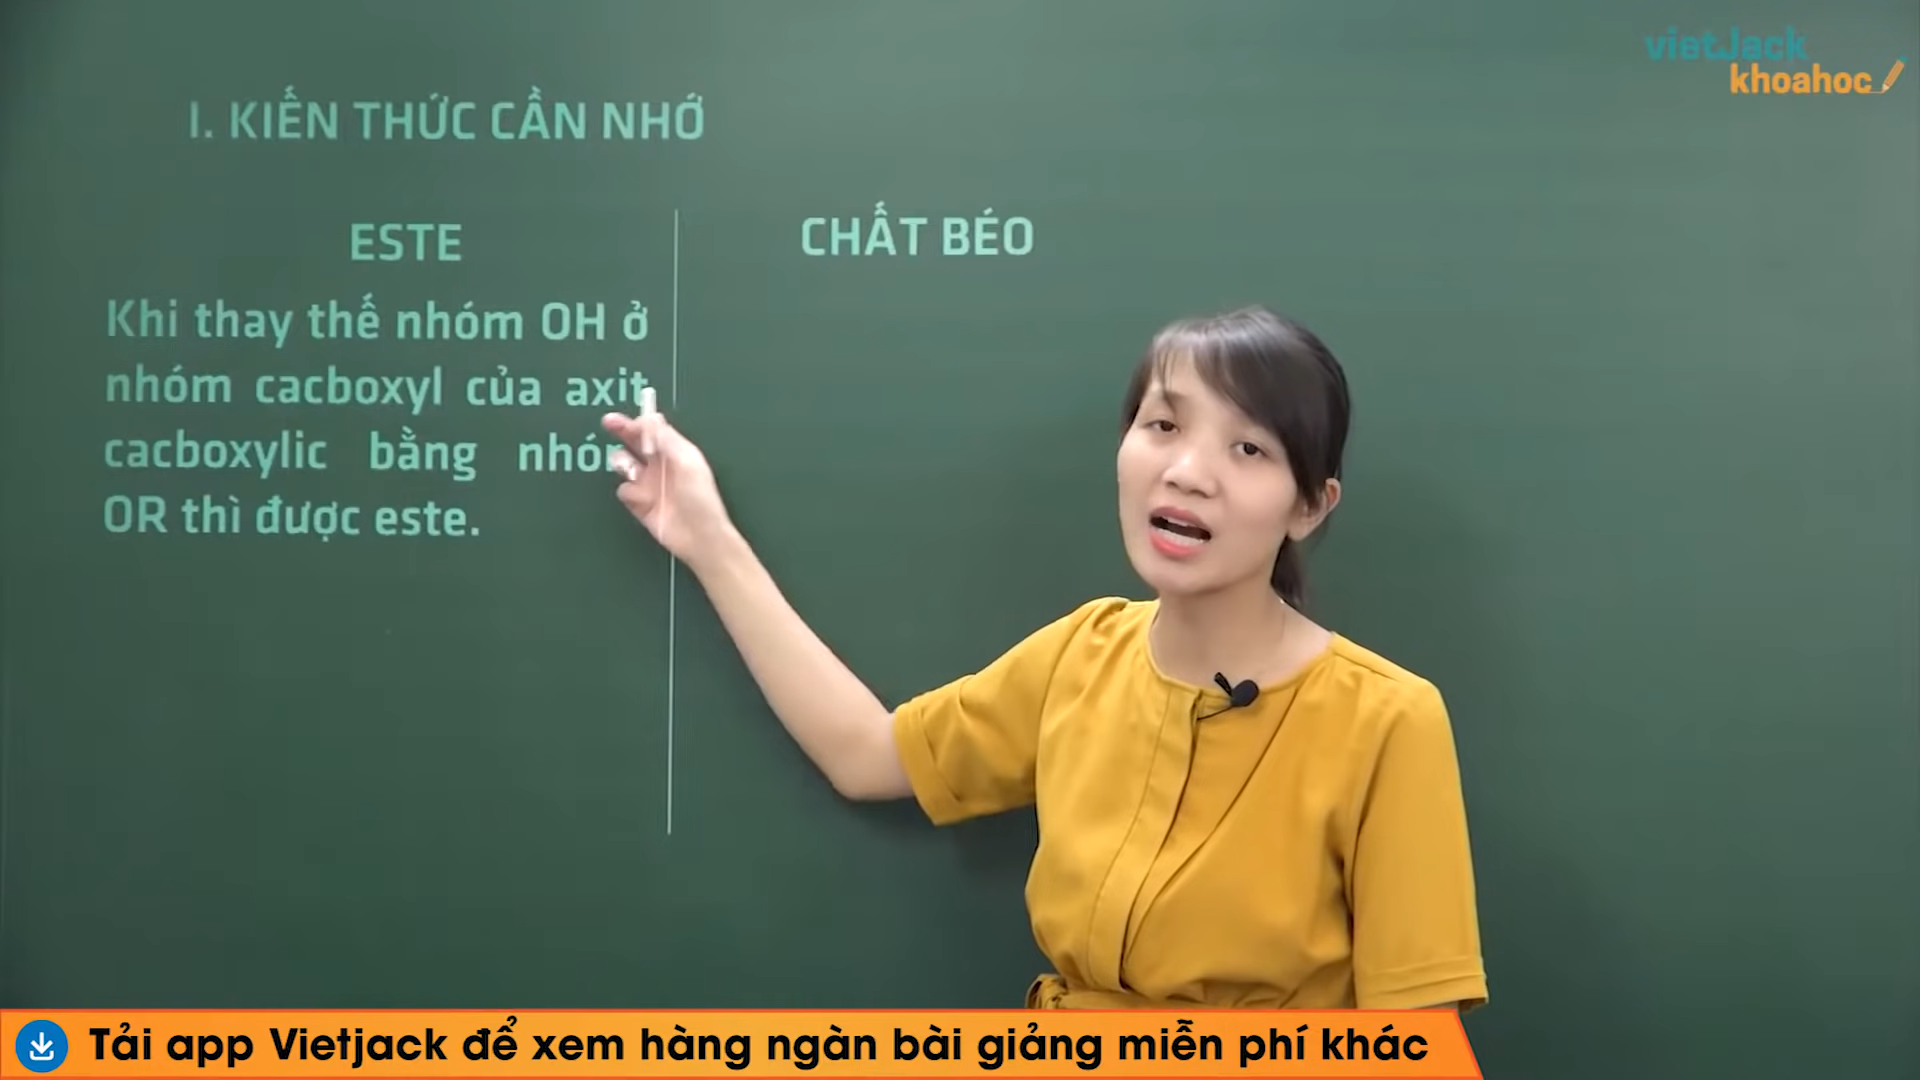 vietJack
khoahoc
I. KIẾN THỨC CẦN NHỚ
ESTE
CHẤT BÉO
Khi thay thế nhóm OH ở
nhóm cacboxyl của axit
cacboxylic bằng nhóm
OR thì được este.
Tải app Vietjack để xem hàng ngàn bài giảng miễn phí khác